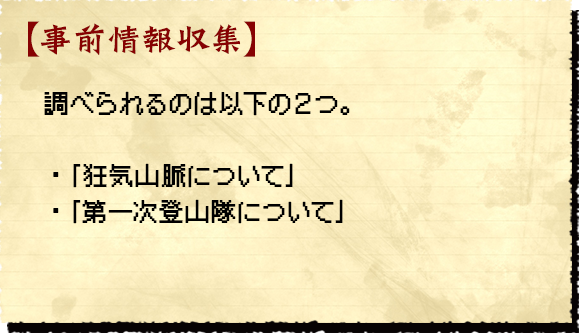 【事前情報収集】
調べられるのは以下の２つ。
・「狂気山脈について」
・「第一次登山隊について」